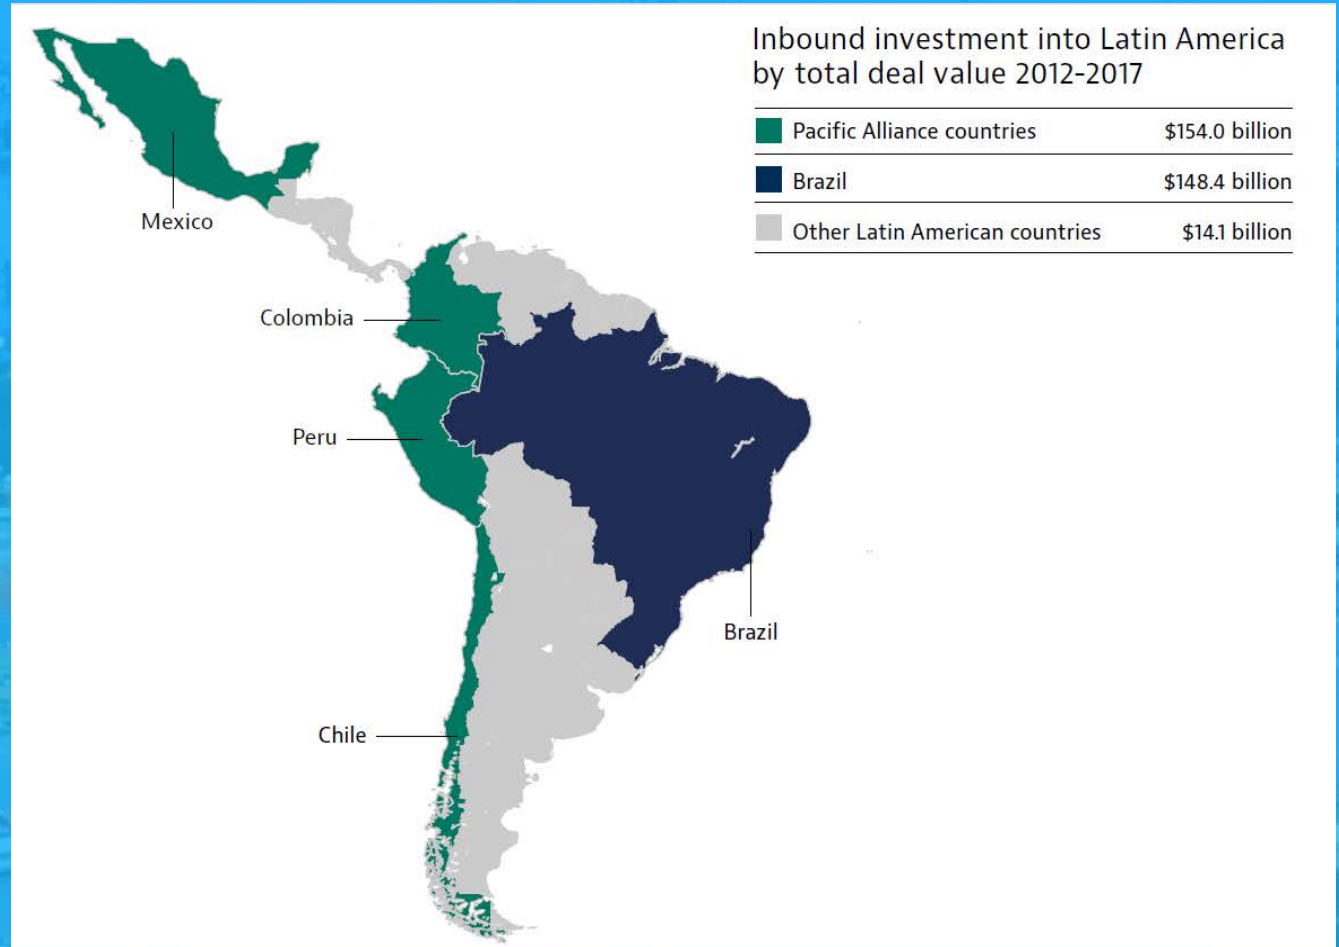 Inbound investment into Latin America
by total deal value 2012-2017
Pacific Alliance countries $154.0 billion
Brazil $148.4 billion
Other Latin American countries $14.1 billion
Mexico
Colombia
Peru
Brazil
Chile